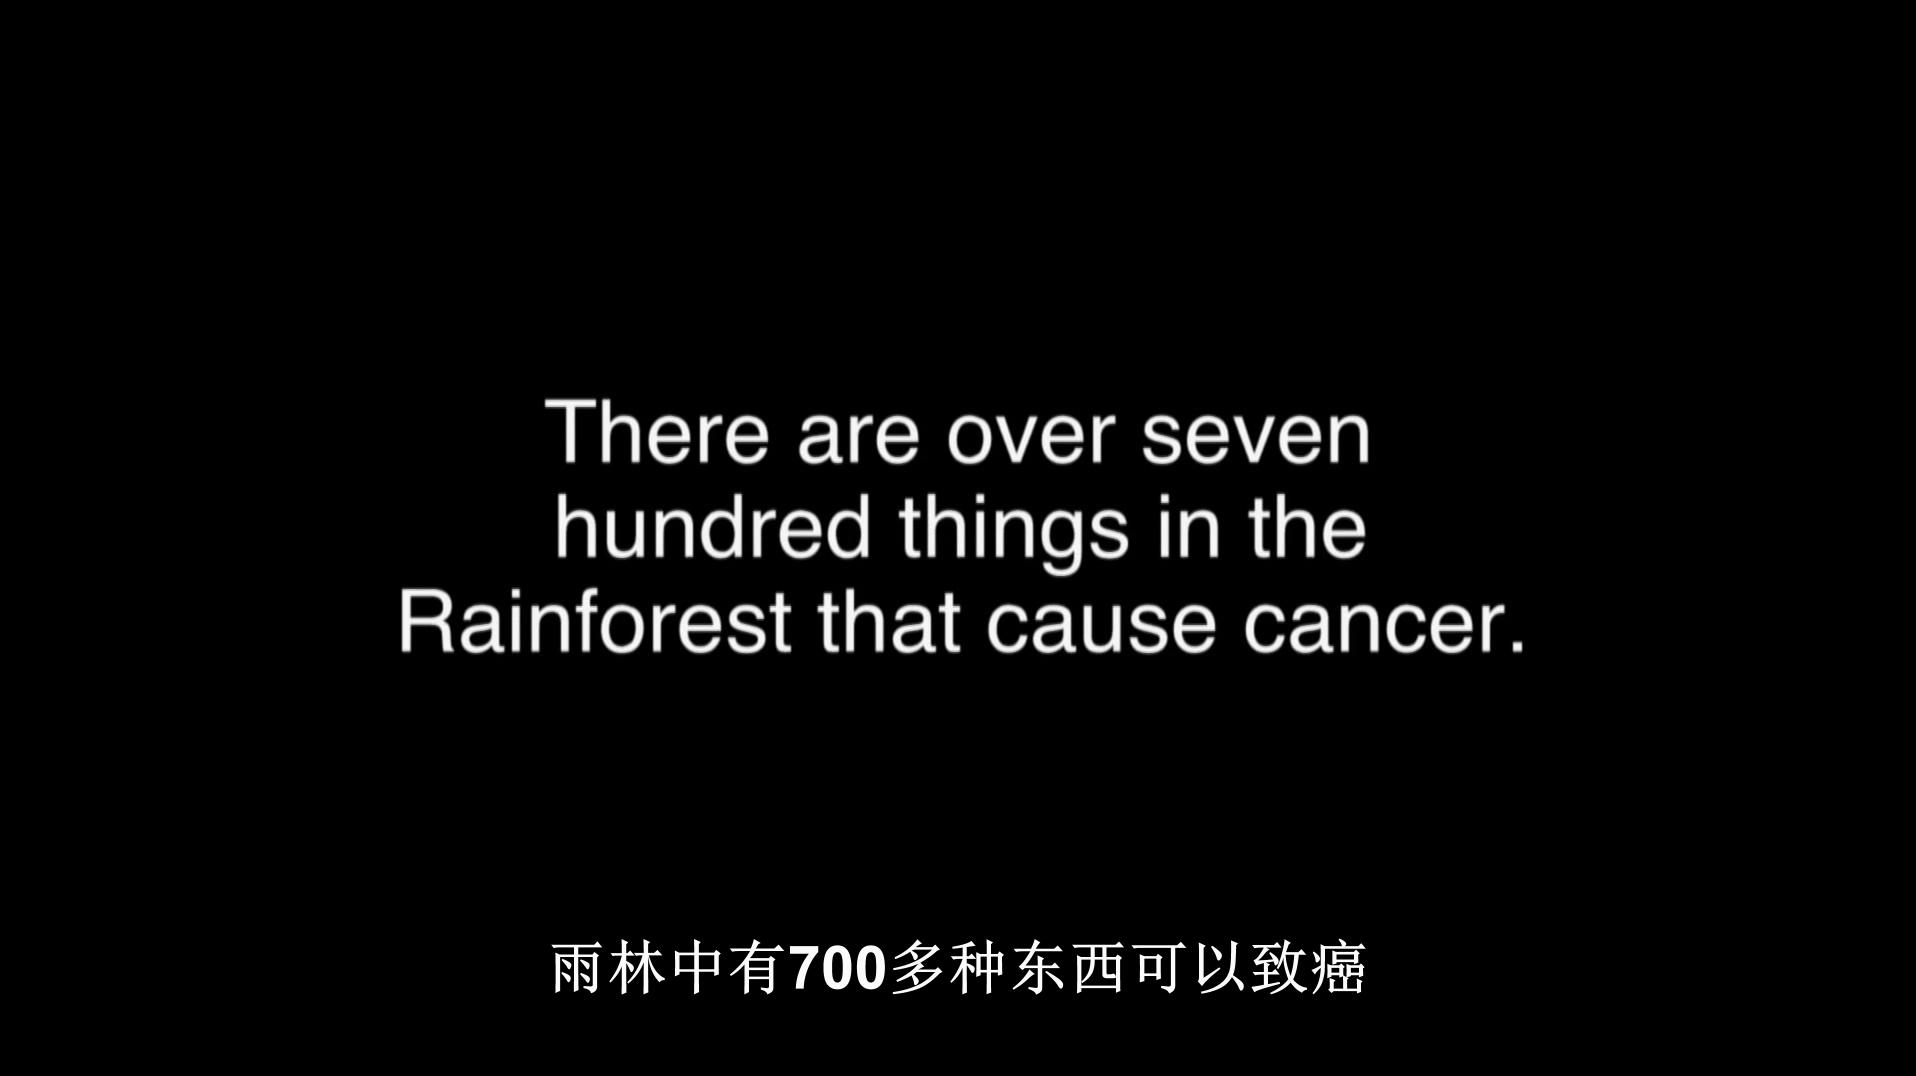 There are over seven
hundred things in the
Rainforest that cause cancer.
雨林中有700多种东西可以致癌